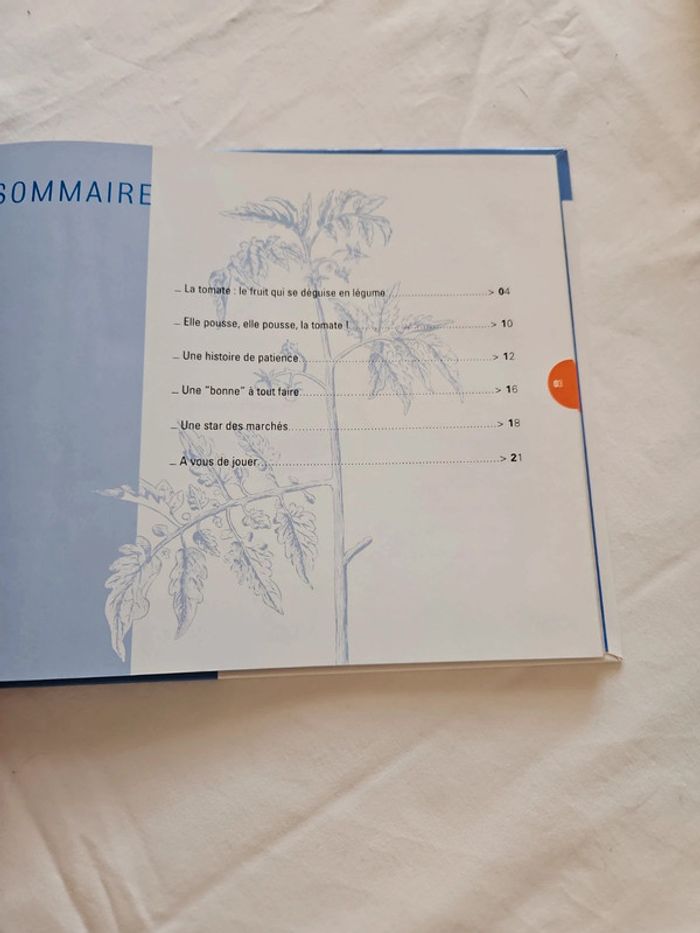 SOMMAIRE
_ La tomate : le fruit qui se déguise en légume > 04
_ Elle pousse, elle pousse, la tomate ! > 10
_ Une histoire de patience > 12
_ Une "bonne" à tout faire > 16
_ Une star des marchés > 18
_ A vous de jouer > 21